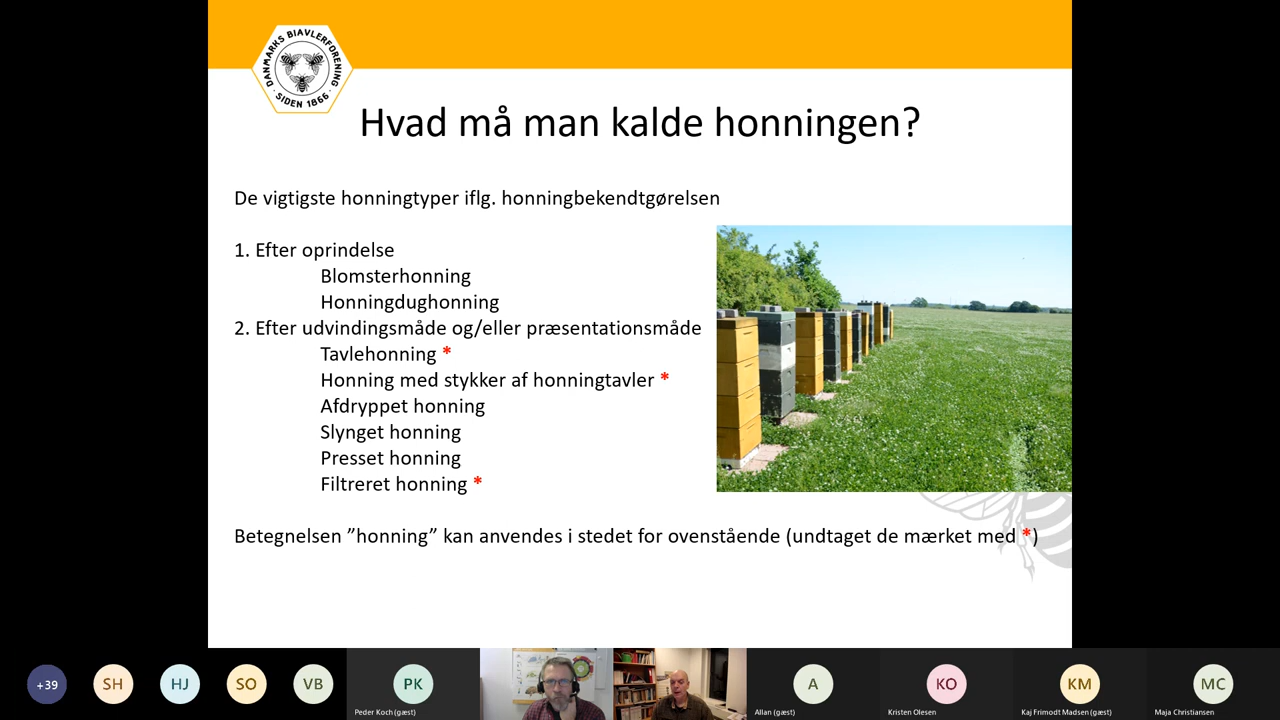 DANMARKS BIAVLERFORENING
SIDEN 1866
Hvad må man kalde honningen?
De vigtigste honningtyper iflg. honningbekendtgørelsen
1. Efter oprindelse
Blomsterhonning
Honningdughonning
2. Efter udvindingsmåde og/eller præsentationsmåde
Tavlehonning *
Honning med stykker af honningtavler *
Afdryppet honning
Slynget honning
Presset honning
Filtreret honning *
Betegnelsen ”honning” kan anvendes i stedet for ovenstående (undtaget de mærket med *)
+39
SH
HJ
SO
VB
PK
A
KO
KM
MC
Peder Koch (gæst)
Allan (gæst)
Kristen Olesen
Kaj Frimodt Madsen (gæst)
Maja Christiansen